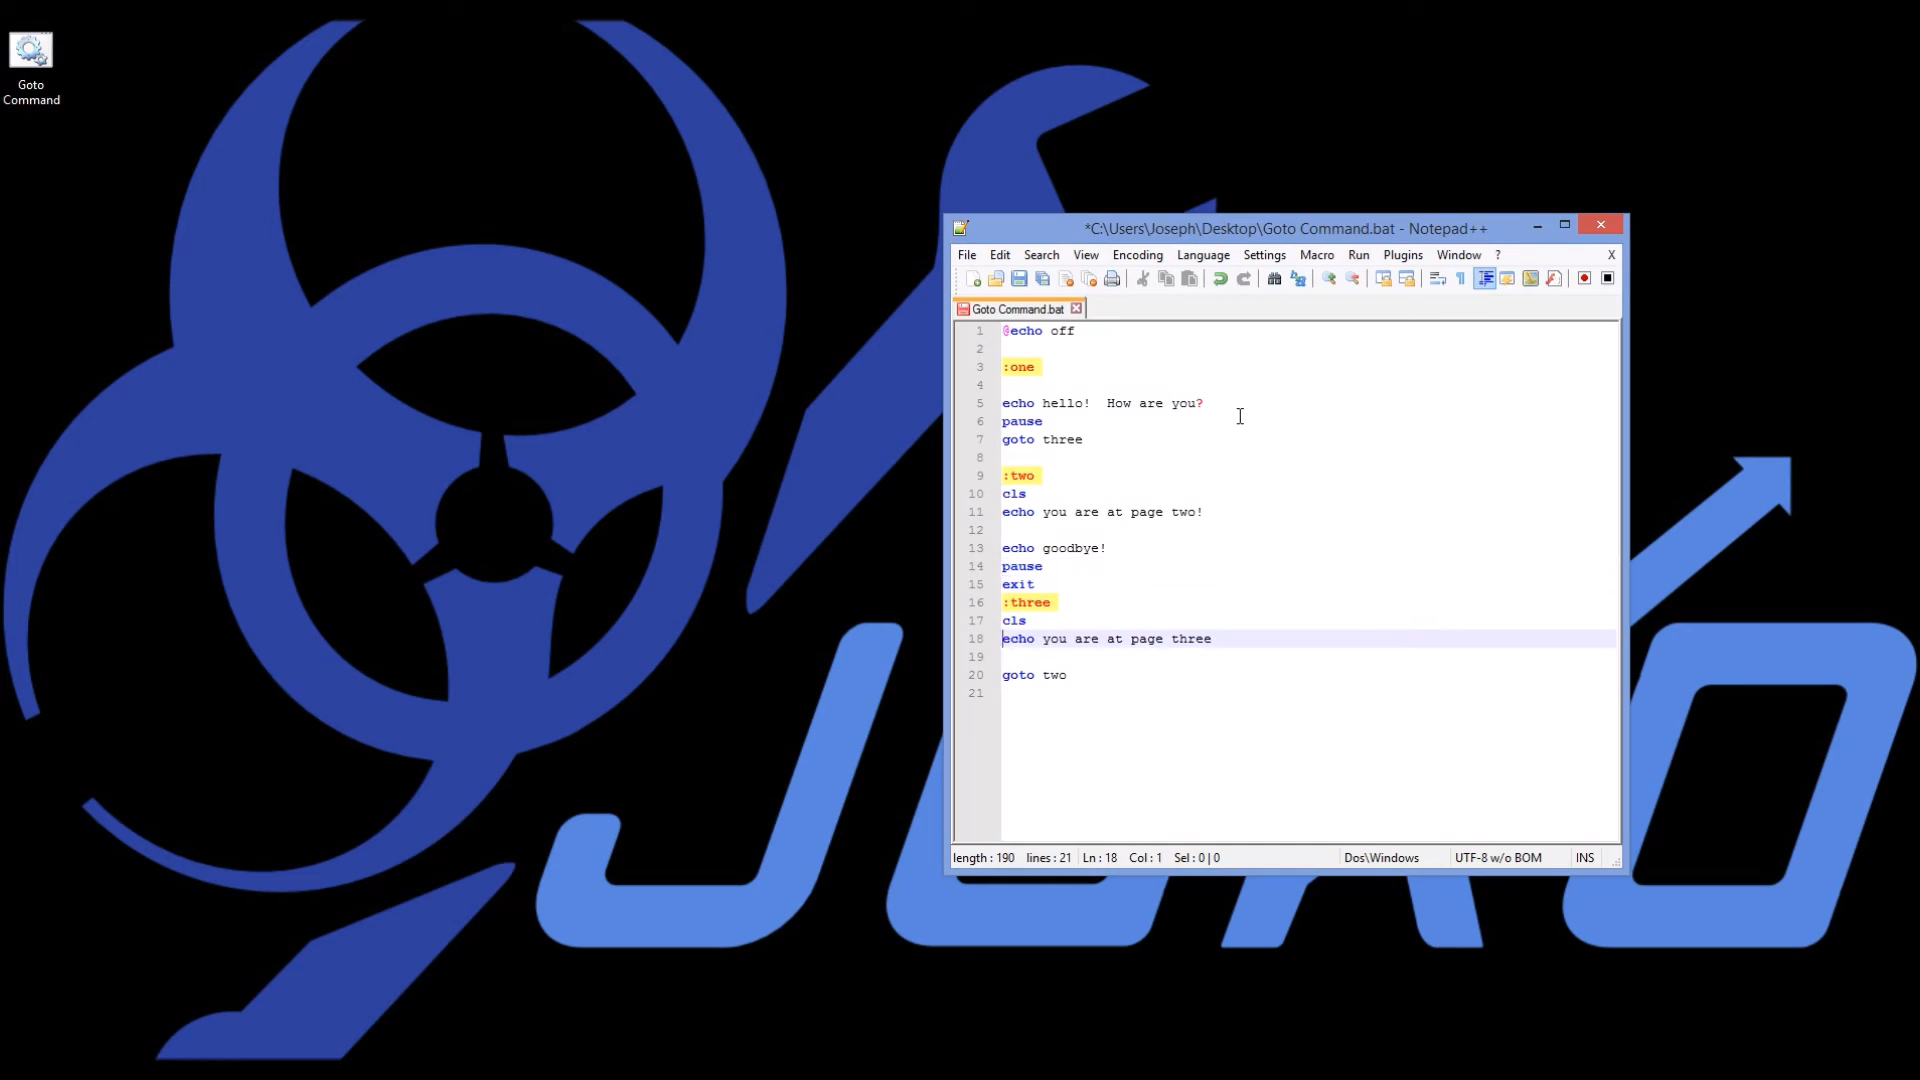 Goto
Command
*C:\Users\Joseph\Desktop\Goto Command.bat - Notepad++
File Edit Search View Encoding Language Settings Macro Run Plugins Window ? X
Goto Command.bat
1 @echo off
2
3 :one
4
5 echo hello!  How are you?
6 pause
7 goto three
8
9 :two
10 cls
11 echo you are at page two!
12
13 echo goodbye!
14 pause
15 exit
16 :three
17 cls
18 echo you are at page three
19
20 goto two
21
length : 190 lines : 21 Ln : 18 Col : 1 Sel : 0 | 0 Dos\Windows UTF-8 w/o BOM INS